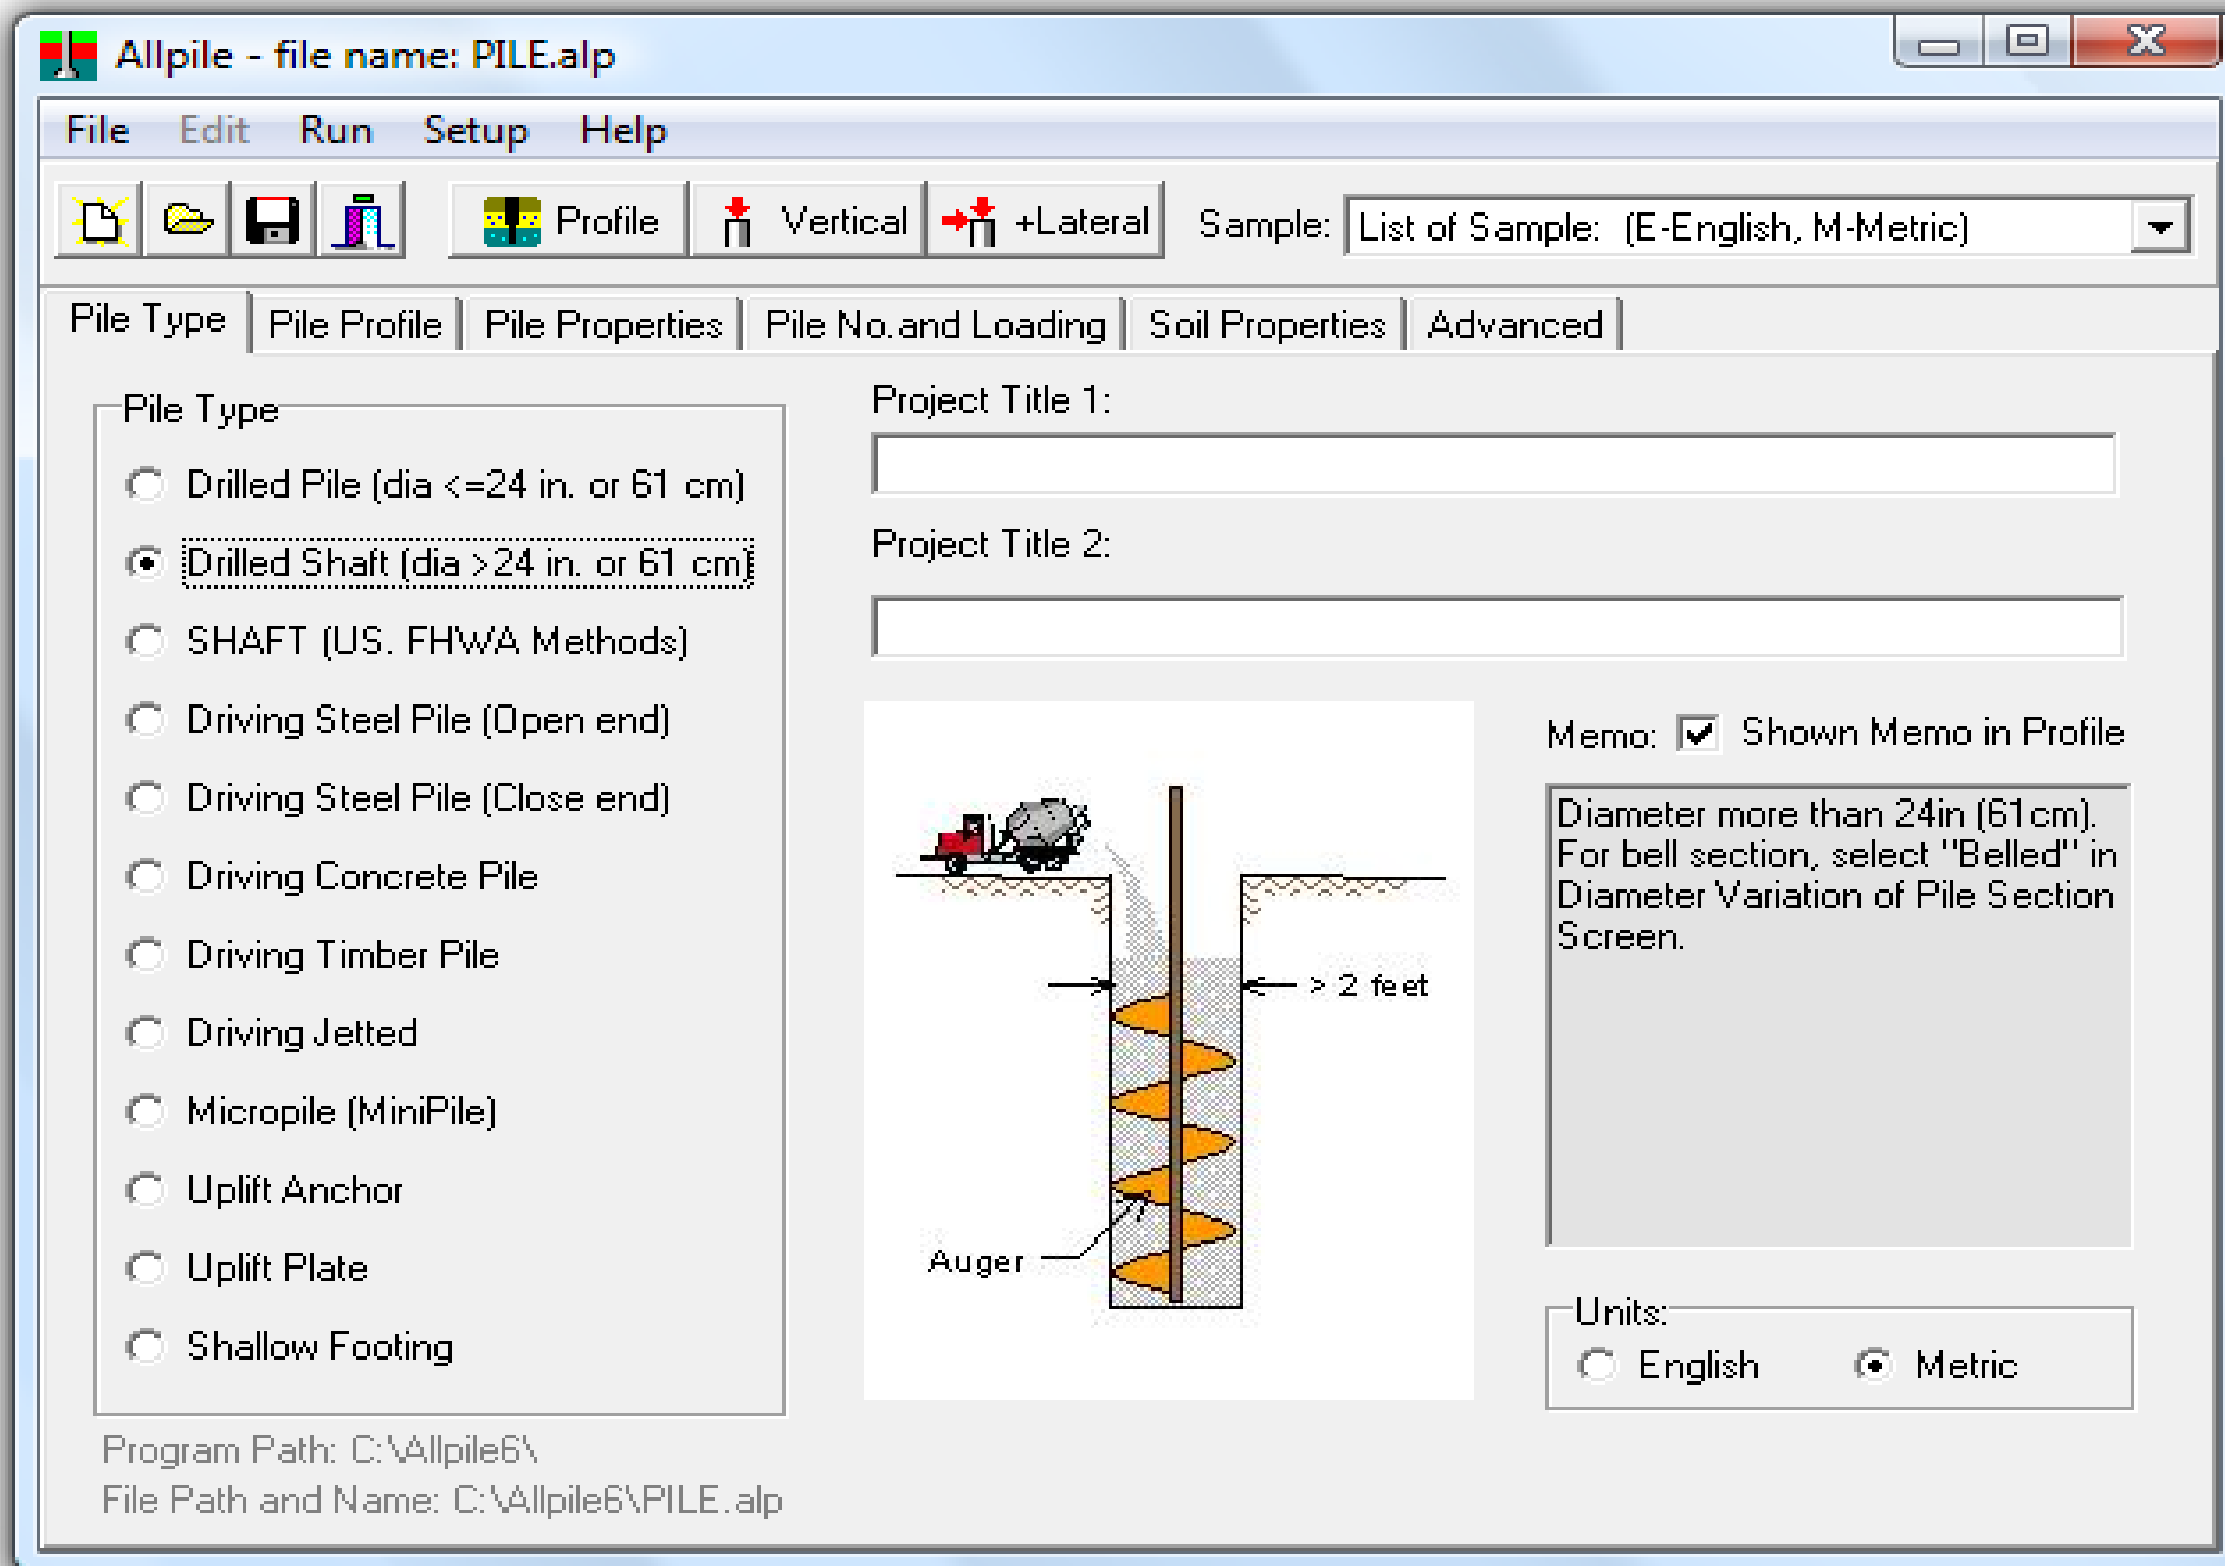 Allpile - file name: PILE.alp
File Edit Run Setup Help
Profile Vertical +Lateral Sample: List of Sample: (E-English, M-Metric)
Pile Type Pile Profile Pile Properties Pile No.and Loading Soil Properties Advanced
Pile Type
Drilled Pile (dia <=24 in. or 61 cm)
Drilled Shaft (dia >24 in. or 61 cm)
SHAFT (US. FHWA Methods)
Driving Steel Pile (Open end)
Driving Steel Pile (Close end)
Driving Concrete Pile
Driving Timber Pile
Driving Jetted
Micropile (MiniPile)
Uplift Anchor
Uplift Plate
Shallow Footing
Project Title 1:
Project Title 2:
> 2 feet
Auger
Memo: Shown Memo in Profile
Diameter more than 24in (61cm).
For bell section, select "Belled" in
Diameter Variation of Pile Section
Screen.
Units:
English Metric
Program Path: C:\Allpile6\
File Path and Name: C:\Allpile6\PILE.alp